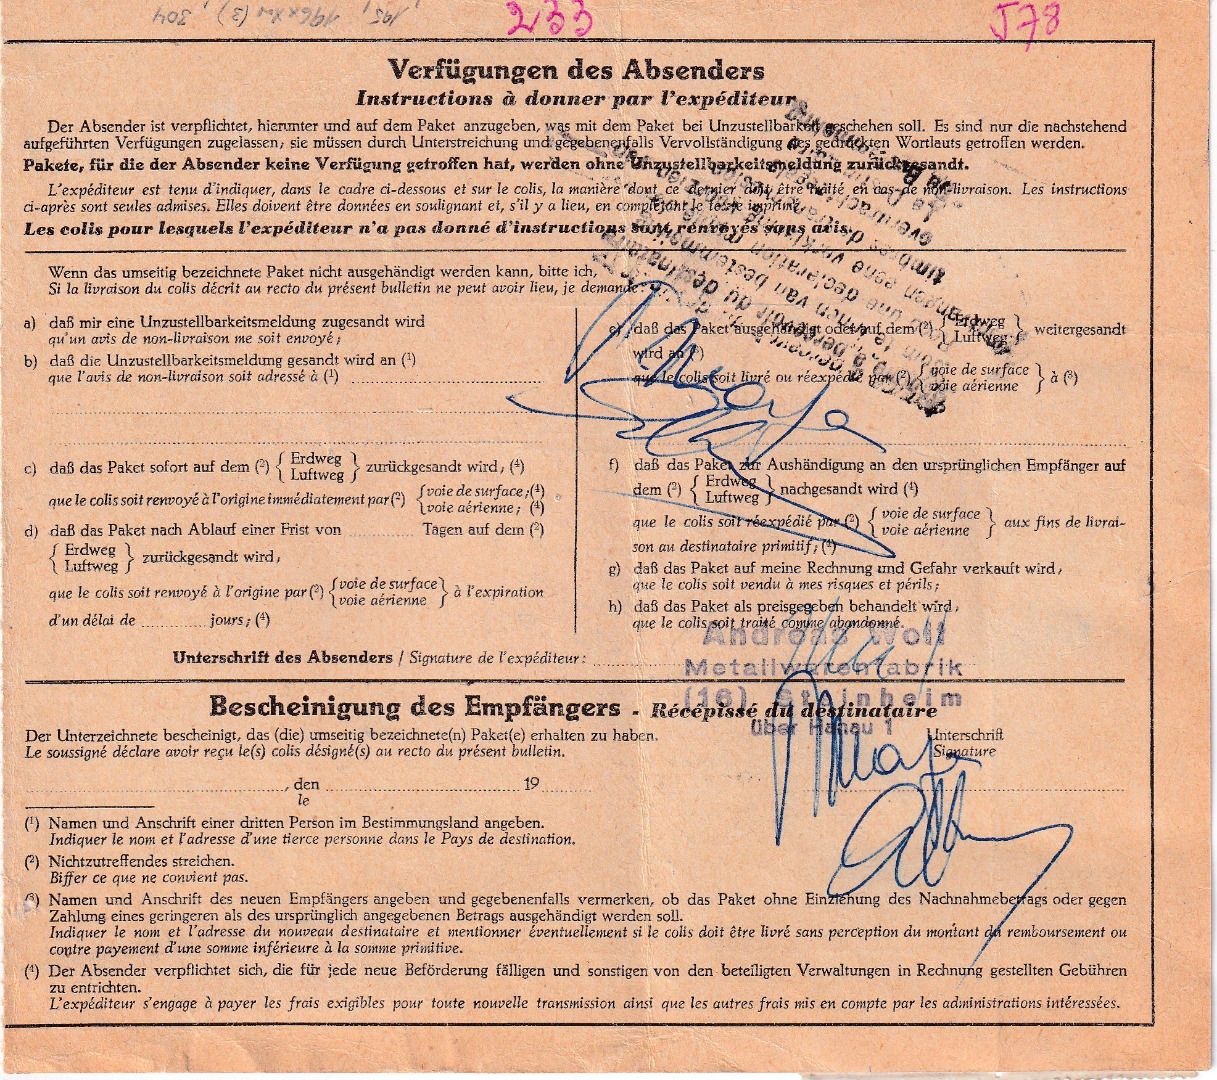 304
233
J78
Verfügungen des Absenders
Instructions à donner par l'expéditeur
Der Absender ist verpflichtet, hierunter und auf dem Paket anzugeben, was mit dem Paket bei Unzustellbarkeit geschehen soll. Es sind nur die nachstehend
aufgeführten Verfügungen zugelassen; sie müssen durch Unterstreichung und gegebenenfalls Vervollständigung des gedruckten Wortlauts getroffen werden.
Pakete, für die der Absender keine Verfügung getroffen hat, werden ohne Unzustellbarkeitsmeldung zurückgesandt.
L'expéditeur est tenu d'indiquer, dans le cadre ci-dessous et sur le colis, la manière dont ce dernier doit être traité en cas de non-livraison. Les instructions
ci-après sont seules admises. Elles doivent être données en soulignant et, s'il y a lieu, en complétant le texte imprimé.
Les colis pour lesquels l'expéditeur n'a pas donné d'instructions sont renvoyés sans avis.
Wenn das umseitig bezeichnete Paket nicht ausgehändigt werden kann, bitte ich,
Si la livraison du colis décrit au recto du présent bulletin ne peut avoir lieu, je demande:
a) daß mir eine Unzustellbarkeitsmeldung zugesandt wird
qu'un avis de non-livraison me soit envoyé;
b) daß die Unzustellbarkeitsmeldung gesandt wird an (1)
que l'avis de non-livraison soit adressé à (1)
c) daß das Paket sofort auf dem (2) { Erdweg
Luftweg } zurückgesandt wird, (4)
que le colis soit renvoyé à l'origine immédiatement par (2) { voie de surface; (4)
voie aérienne; (4)
d) daß das Paket nach Ablauf einer Frist von Tagen auf dem (2)
{ Erdweg
Luftweg } zurückgesandt wird,
que le colis soit renvoyé à l'origine par (2) { voie de surface
voie aérienne } à l'expiration
d'un délai de jours; (4)
e) daß das Paket ausgehändigt oder auf dem (2) { Erdweg
Luftweg } weitergesandt
wird an (3)
que le colis soit livré ou réexpédié par (2) { voie de surface
voie aérienne } à (3)
f) daß das Paket zur Aushändigung an den ursprünglichen Empfänger auf
dem (2) { Erdweg
Luftweg } nachgesandt wird (4)
que le colis soit réexpédié par (2) { voie de surface
voie aérienne } aux fins de livrai-
son au destinataire primitif; (4)
g) daß das Paket auf meine Rechnung und Gefahr verkauft wird,
que le colis soit vendu à mes risques et périls;
h) daß das Paket als preisgegeben behandelt wird,
que le colis soit traité comme abandonné.
Unterschrift des Absenders / Signature de l'expéditeur:
Andreas Woll
Metallwarenfabrik
(16) Steinheim
über Hanau 1
Bescheinigung des Empfängers - Récépissé du destinataire
Der Unterzeichnete bescheinigt, das (die) umseitig bezeichnete(n) Paket(e) erhalten zu haben.
Le soussigné déclare avoir reçu le(s) colis désigné(s) au recto du présent bulletin.
Unterschrift
Signature
, den 19
le
(1) Namen und Anschrift einer dritten Person im Bestimmungsland angeben.
Indiquer le nom et l'adresse d'une tierce personne dans le Pays de destination.
(2) Nichtzutreffendes streichen.
Biffer ce que ne convient pas.
(3) Namen und Anschrift des neuen Empfängers angeben und gegebenenfalls vermerken, ob das Paket ohne Einziehung des Nachnahmebetrags oder gegen
Zahlung eines geringeren als des ursprünglich angegebenen Betrags ausgehändigt werden soll.
Indiquer le nom et l'adresse du nouveau destinataire et mentionner éventuellement si le colis doit être livré sans perception du montant du remboursement ou
contre payement d'une somme inférieure à la somme primitive.
(4) Der Absender verpflichtet sich, die für jede neue Beförderung fälligen und sonstigen von den beteiligten Verwaltungen in Rechnung gestellten Gebühren
zu entrichten.
L'expéditeur s'engage à payer les frais exigibles pour toute nouvelle transmission ainsi que les autres frais mis en compte par les administrations intéressées.